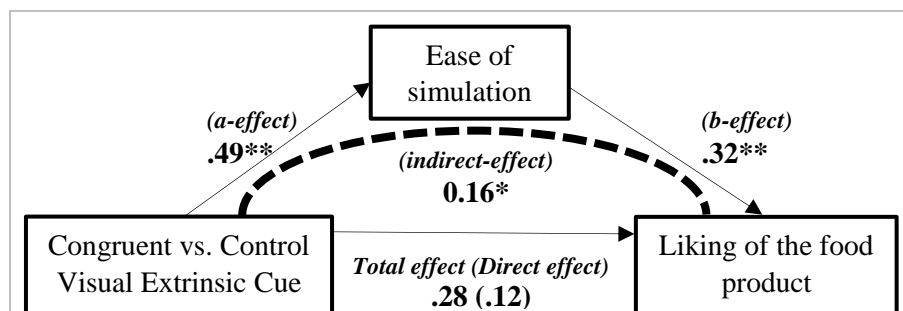 Ease of
simulation
(a-effect)
.49**
(b-effect)
.32**
(indirect-effect)
0.16*
Congruent vs. Control
Visual Extrinsic Cue
Total effect (Direct effect)
.28 (.12)
Liking of the food
product